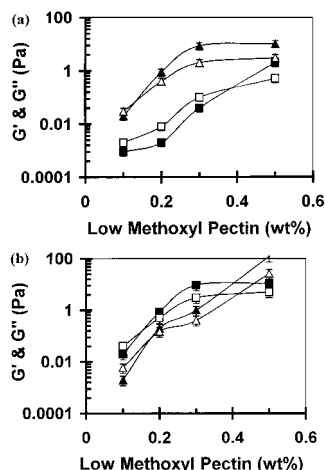 (a)
100
1
0.01
0.0001
G' & G" (Pa)
0 0.2 0.4 0.6
Low Methoxyl Pectin (wt%)
(b)
100
1
0.01
0.0001
G' & G" (Pa)
0 0.2 0.4 0.6
Low Methoxyl Pectin (wt%)